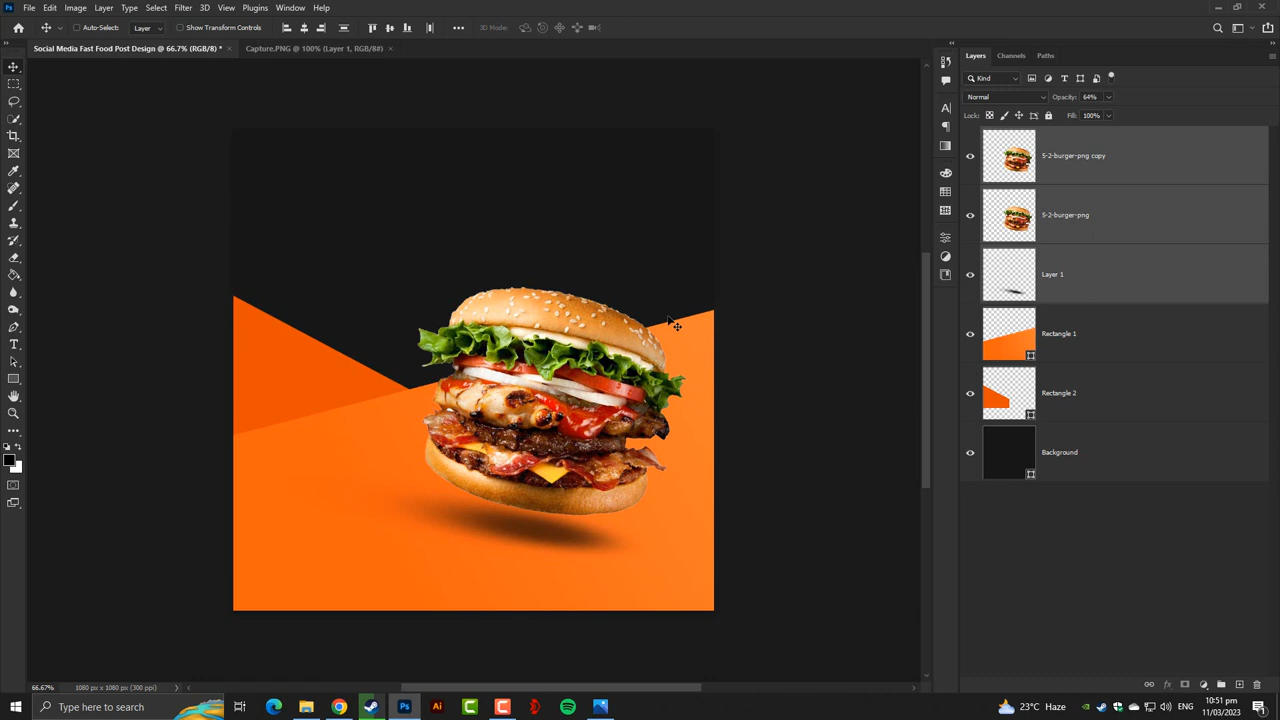 Ps File Edit Image Layer Type Select Filter 3D View Plugins Window Help
Auto-Select: Layer Show Transform Controls 3D Mode:
Social Media Fast Food Post Design @ 66.7% (RGB/8) * × Capture.PNG @ 100% (Layer 1, RGB/8#) ×
Layers Channels Paths
Kind
Normal Opacity: 64%
Lock: Fill: 100%
5-2-burger-png copy
5-2-burger-png
Layer 1
Rectangle 1
Rectangle 2
Background
66.67% 1080 px x 1080 px (300 ppi)
Type here to search
Ps Ai C C
23°C Haze ENG 10:51 pm
11/03/2023